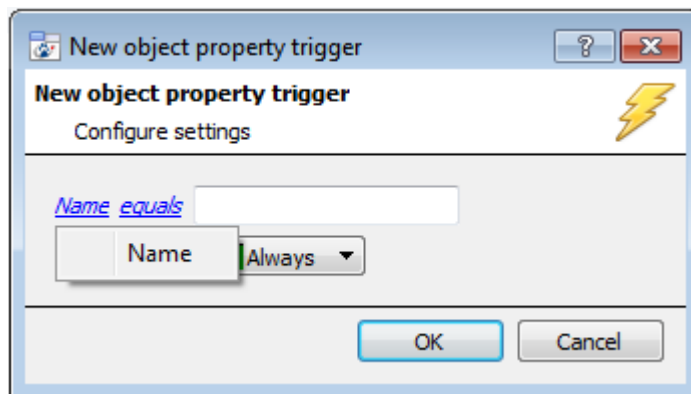 New object property trigger
New object property trigger
Configure settings
Name equals
Name
Always
OK Cancel